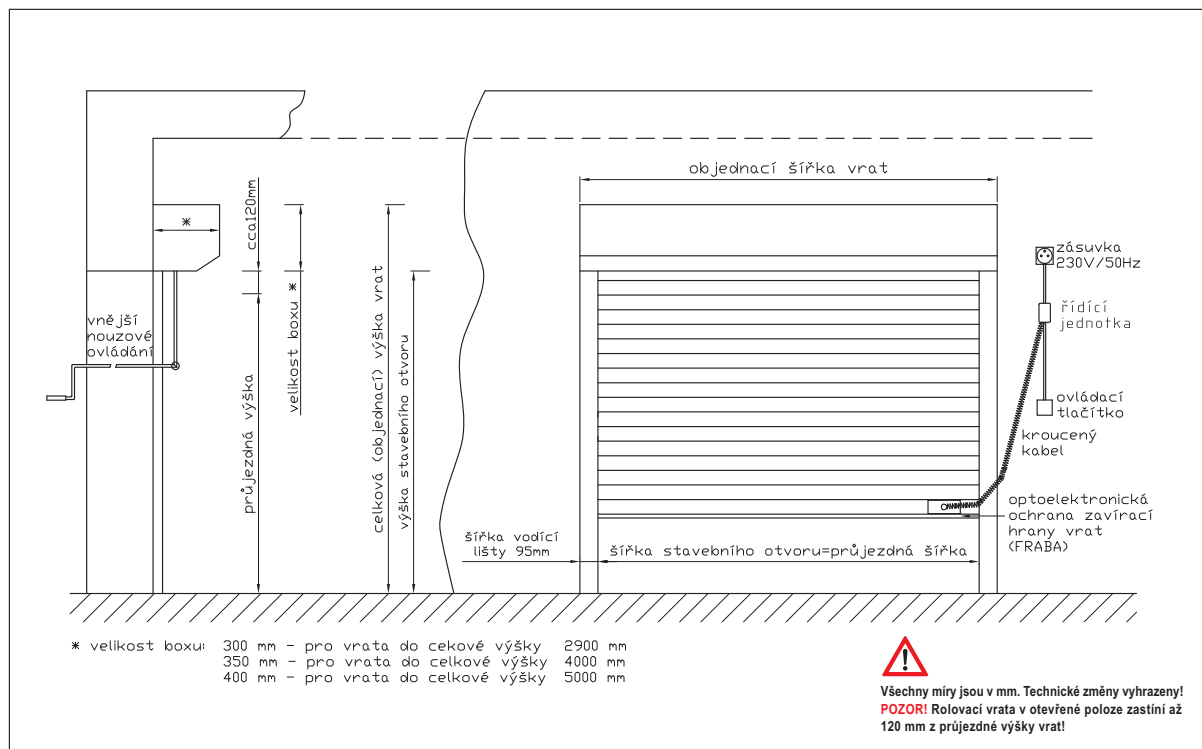 objednací šířka vrat
*
cca120mm
velikost boxu *
celková (objednací) výška vrat
výška stavebního otvoru
průjezdná výška
vnější
nouzové
ovládání
zásuvka
230V/50Hz
řídící
jednotka
ovládací
tlačítko
kroucený
kabel
optoelektronická
ochrana zavírací
hrany vrat
(FRABA)
šířka vodící
lišty 95mm
šířka stavebního otvoru=průjezdná šířka
* velikost boxu: 300 mm - pro vrata do cekové výšky 2900 mm
350 mm - pro vrata do celkové výšky 4000 mm
400 mm - pro vrata do celkové výšky 5000 mm
Všechny míry jsou v mm. Technické změny vyhrazeny!
POZOR! Rolovací vrata v otevřené poloze zastíní až
120 mm z průjezdné výšky vrat!